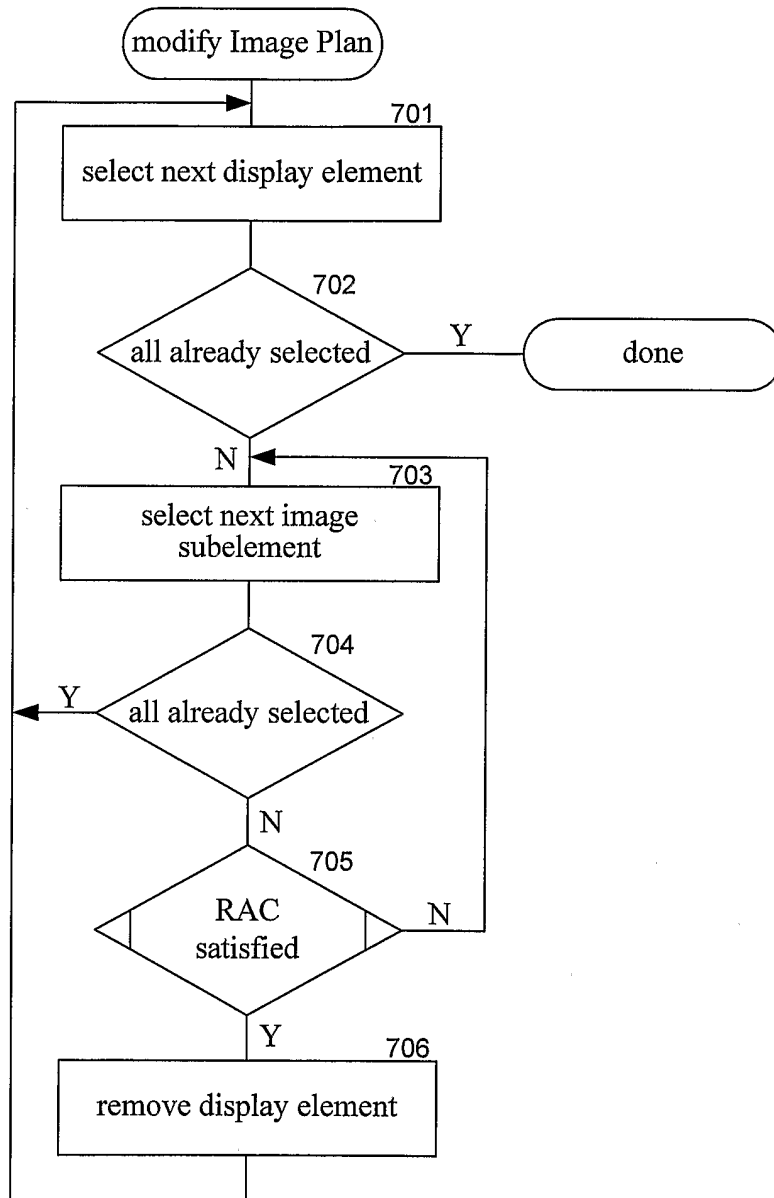 modify Image Plan
701
select next display element
702
all already selected
Y
done
N
703
select next image
subelement
704
Y
all already selected
N
705
RAC
satisfied
N
Y
706
remove display element